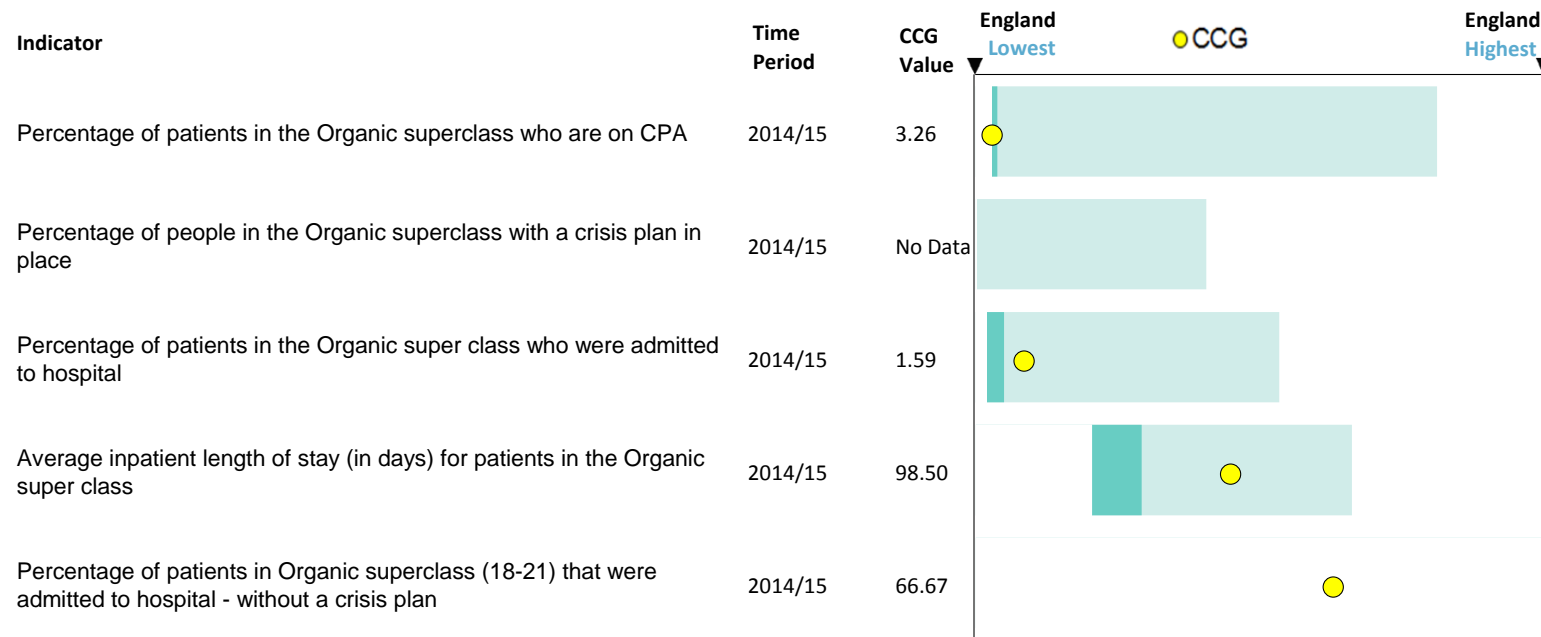 Indicator
Time
Period
CCG
Value
England
Lowest
CCG
England
Highest
Percentage of patients in the Organic superclass who are on CPA
2014/15
3.26
Percentage of people in the Organic superclass with a crisis plan in
place
2014/15
No Data
Percentage of patients in the Organic super class who were admitted
to hospital
2014/15
1.59
Average inpatient length of stay (in days) for patients in the Organic
super class
2014/15
98.50
Percentage of patients in Organic superclass (18-21) that were
admitted to hospital - without a crisis plan
2014/15
66.67